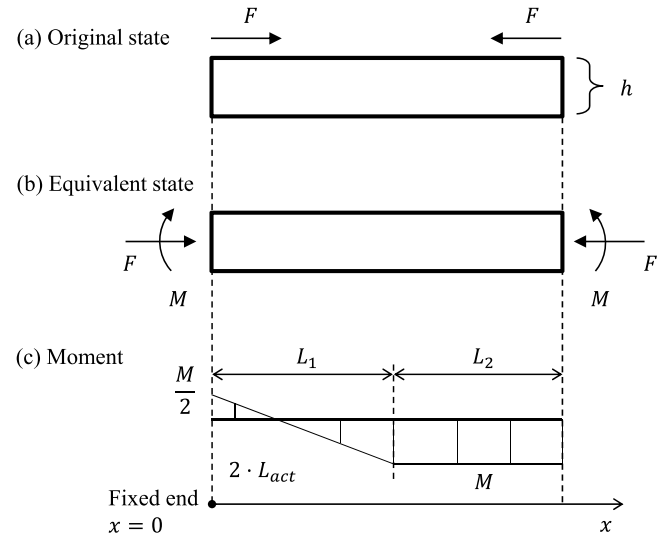 F F
(a) Original state
h
(b) Equivalent state
F F
M M
(c) Moment
L₁ L₂
M/2
2 · Lₐcₜ
M
Fixed end
x = 0 x